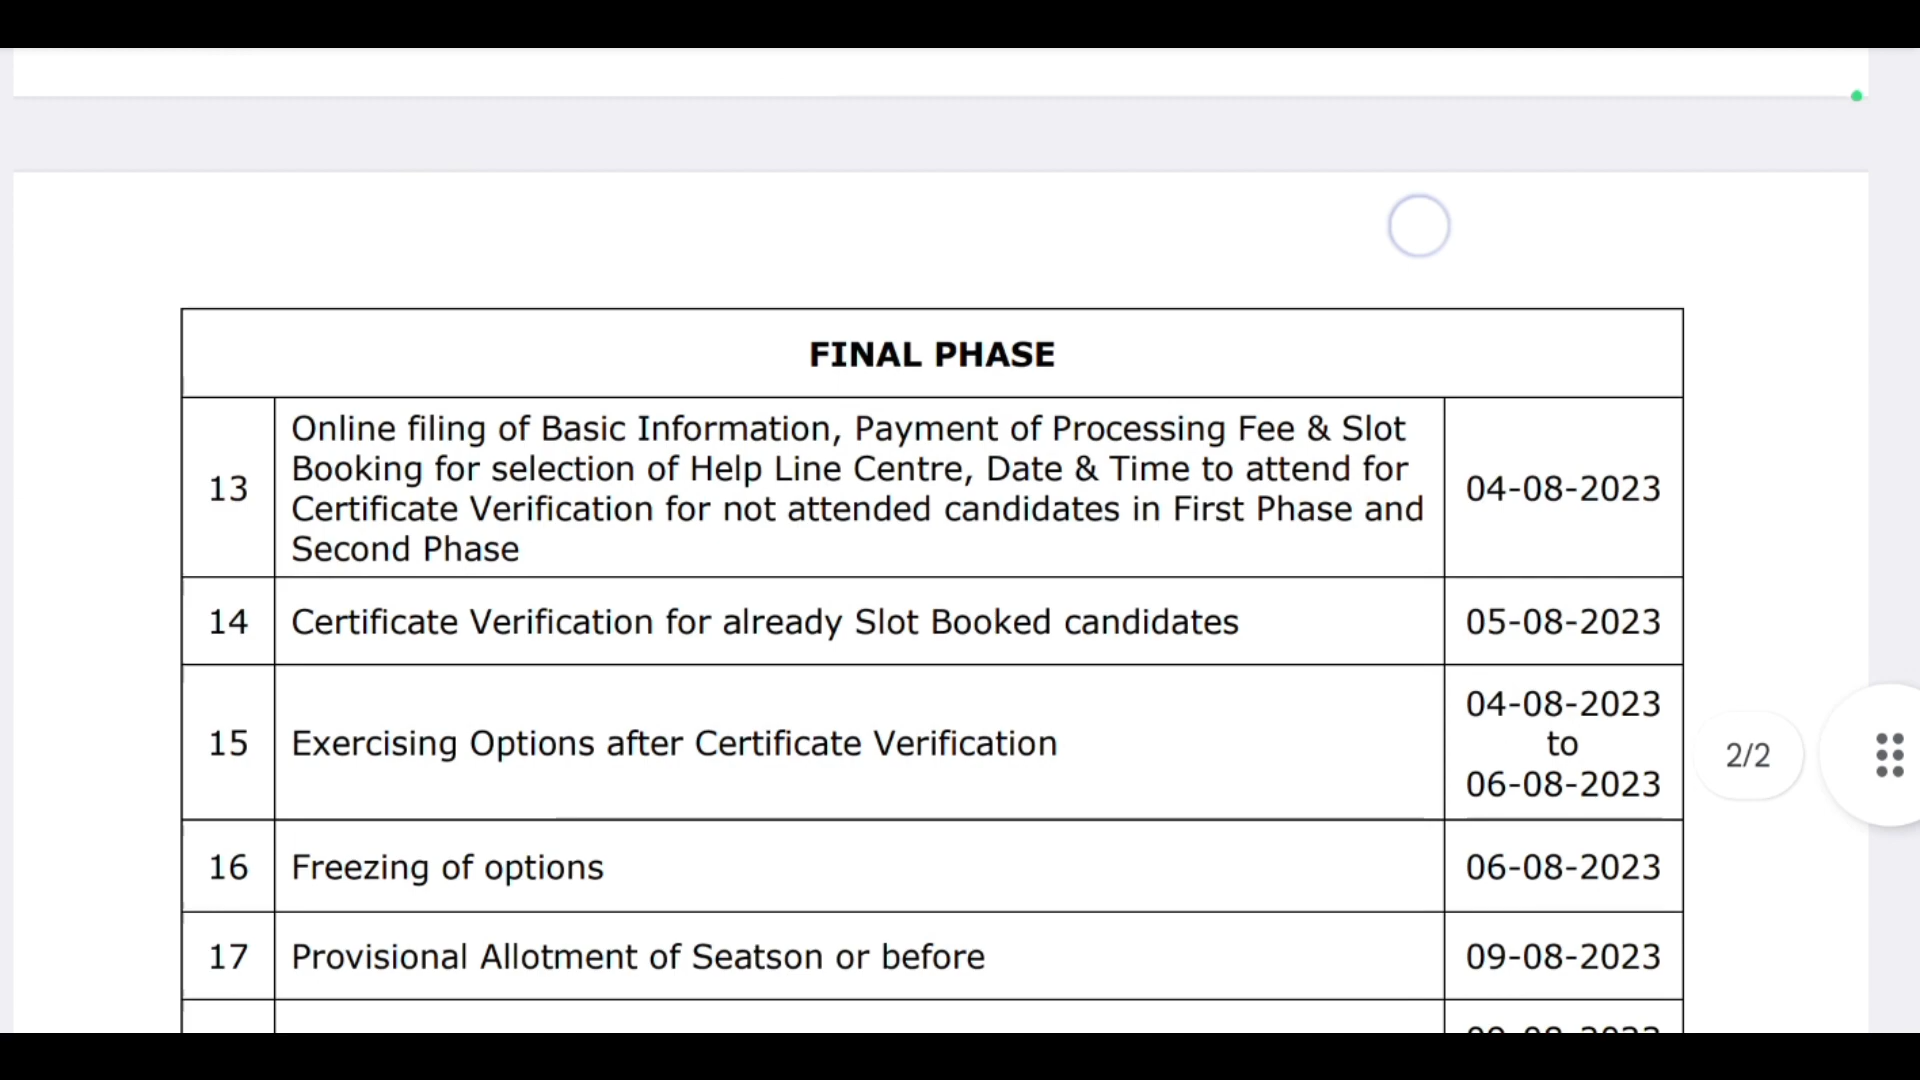 FINAL PHASE
13
Online filing of Basic Information, Payment of Processing Fee & Slot
Booking for selection of Help Line Centre, Date & Time to attend for
Certificate Verification for not attended candidates in First Phase and
Second Phase
04-08-2023
14
Certificate Verification for already Slot Booked candidates
05-08-2023
15
Exercising Options after Certificate Verification
04-08-2023
to
06-08-2023
2/2
16
Freezing of options
06-08-2023
17
Provisional Allotment of Seatson or before
09-08-2023